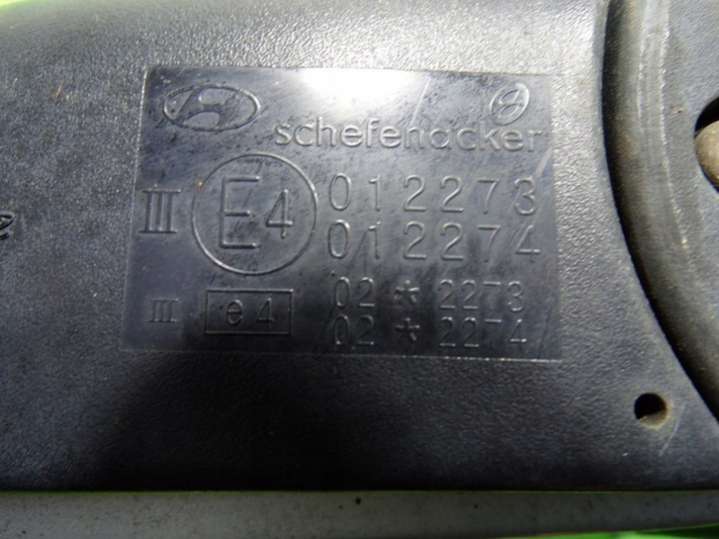 schefenacker
III E4 012273
012274
III e4 02 * 2273
02 * 2274